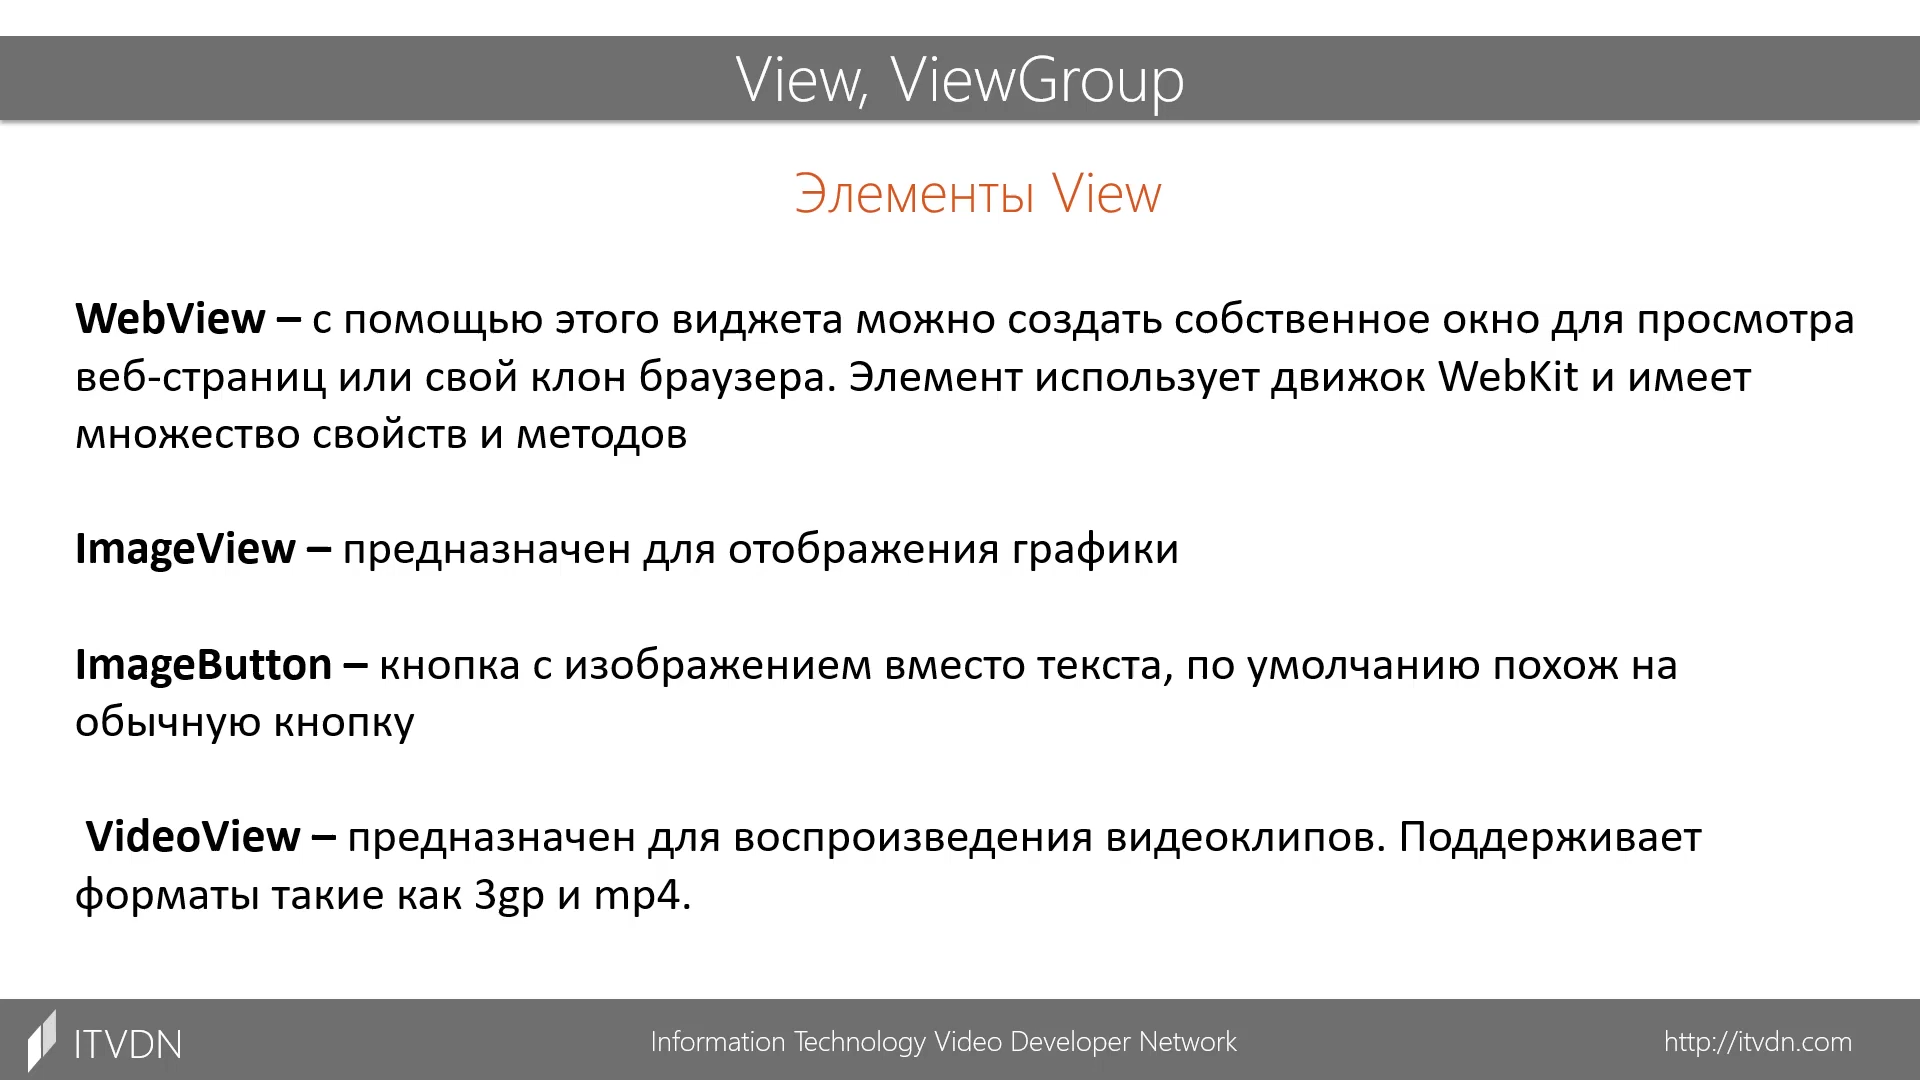 View, ViewGroup
Элементы View
WebView – с помощью этого виджета можно создать собственное окно для просмотра
веб-страниц или свой клон браузера. Элемент использует движок WebKit и имеет
множество свойств и методов
ImageView – предназначен для отображения графики
ImageButton – кнопка с изображением вместо текста, по умолчанию похож на
обычную кнопку
VideoView – предназначен для воспроизведения видеоклипов. Поддерживает
форматы такие как 3gp и mp4.
ITVDN
Information Technology Video Developer Network
http://itvdn.com